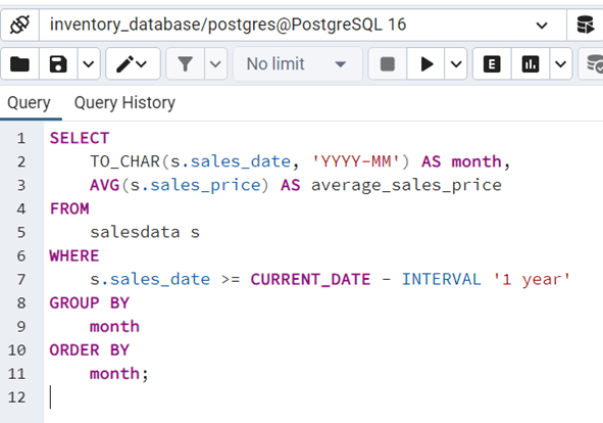 inventory_database/postgres@PostgreSQL 16
No limit
E
Query Query History
1 SELECT
2 TO_CHAR(s.sales_date, 'YYYY-MM') AS month,
3 AVG(s.sales_price) AS average_sales_price
4 FROM
5 salesdata s
6 WHERE
7 s.sales_date >= CURRENT_DATE - INTERVAL '1 year'
8 GROUP BY
9 month
10 ORDER BY
11 month;
12